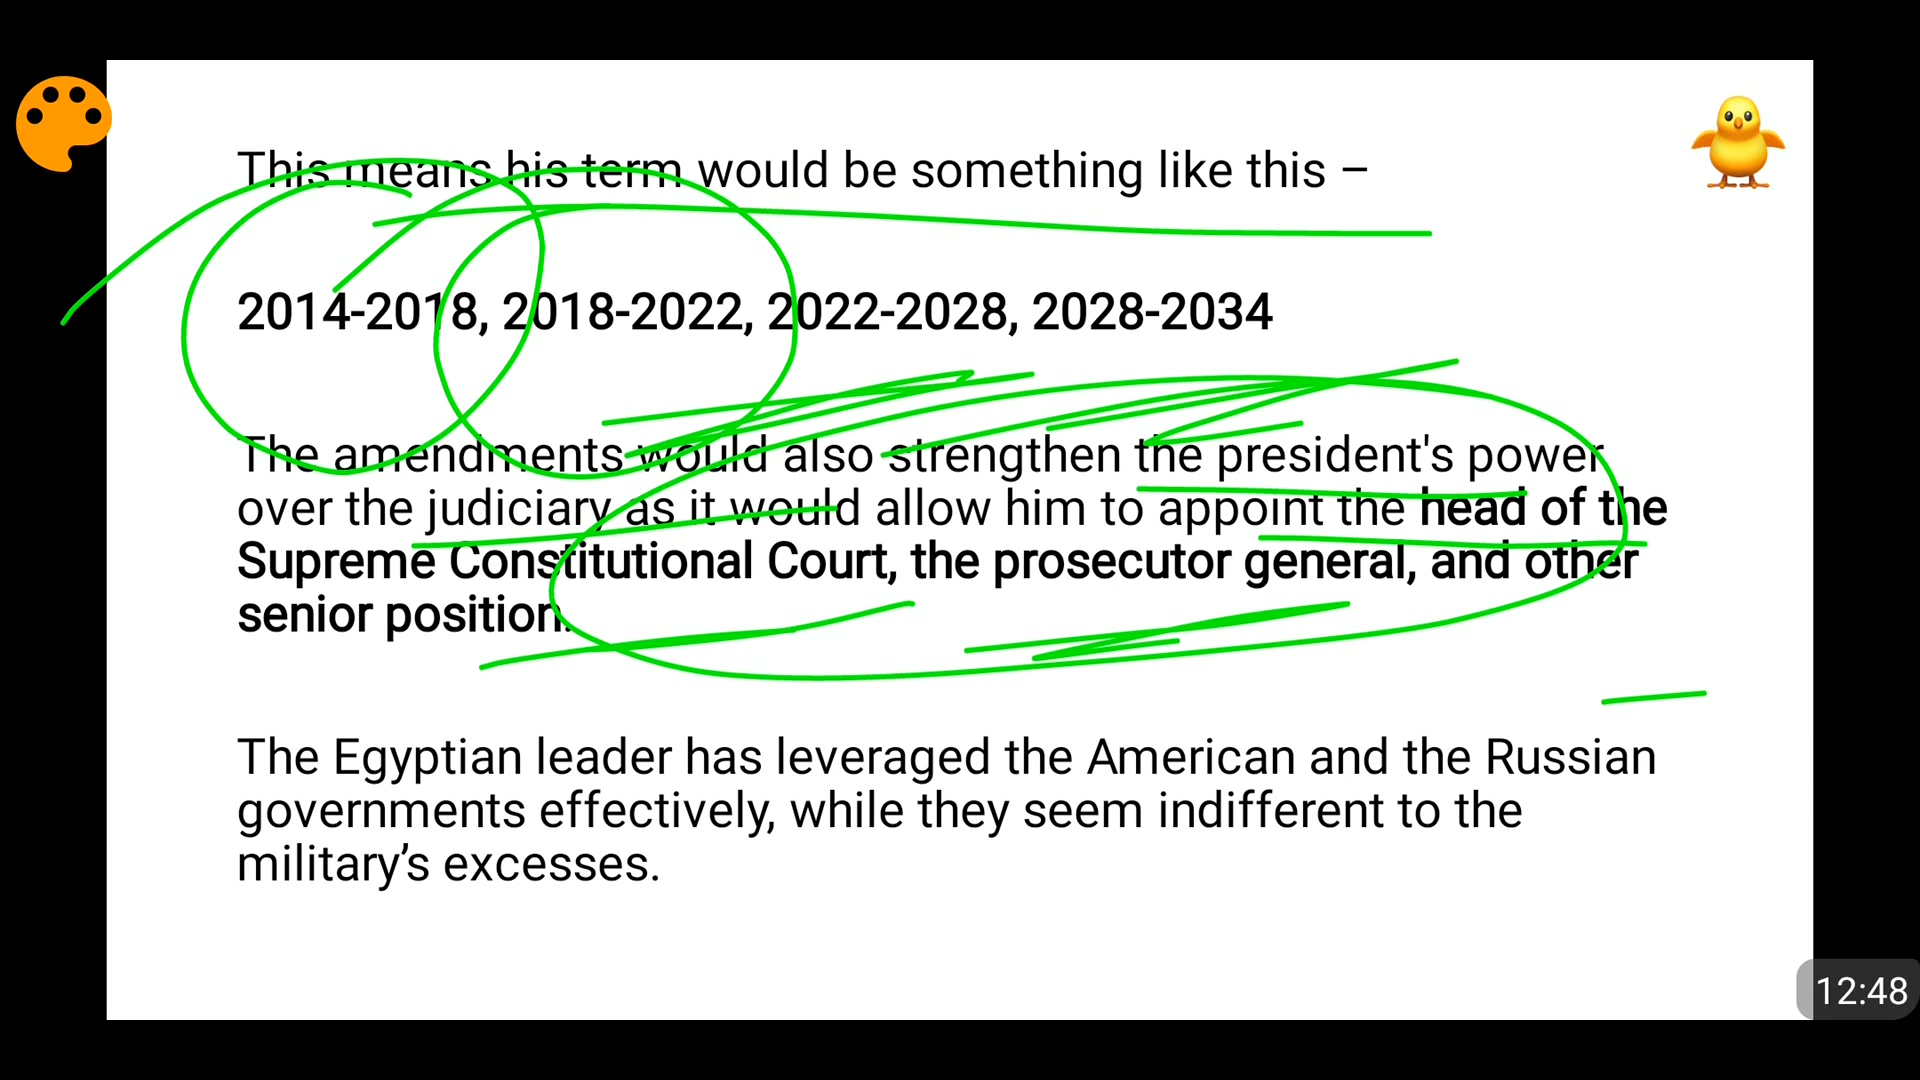 This means his term would be something like this –
2014-2018, 2018-2022, 2022-2028, 2028-2034
The amendments would also strengthen the president's power
over the judiciary as it would allow him to appoint the head of the
Supreme Constitutional Court, the prosecutor general, and other
senior position.
The Egyptian leader has leveraged the American and the Russian
governments effectively, while they seem indifferent to the
military’s excesses.
12:48